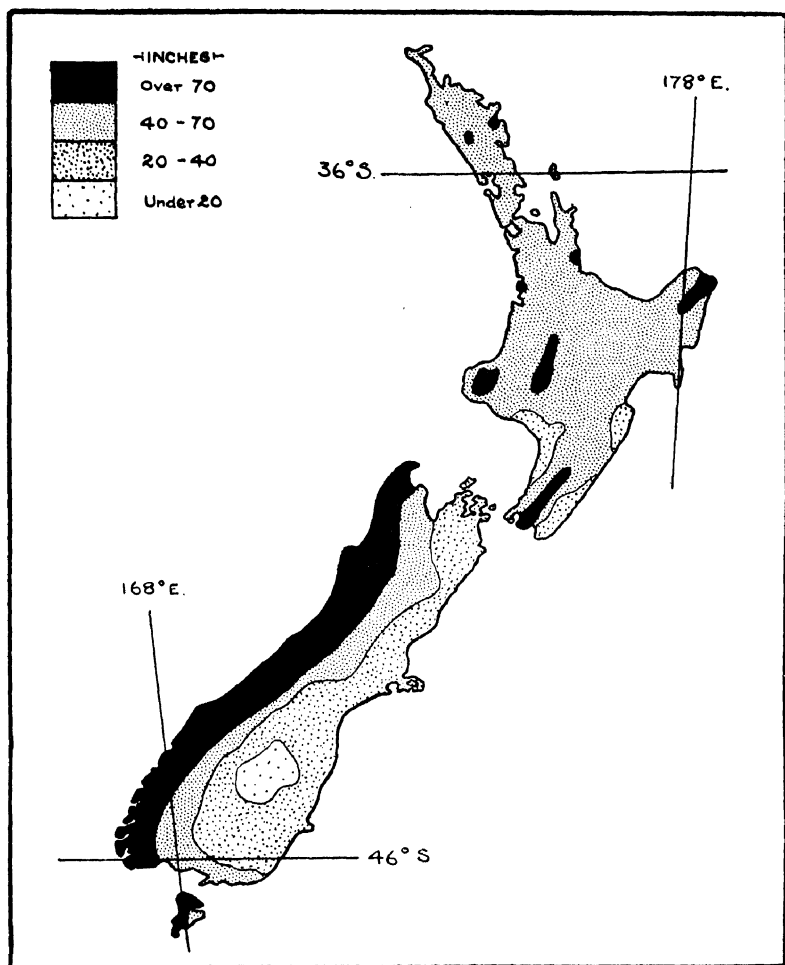 INCHES
Over 70
40 - 70
20 - 40
Under 20
178° E.
36° S.
168° E.
46° S